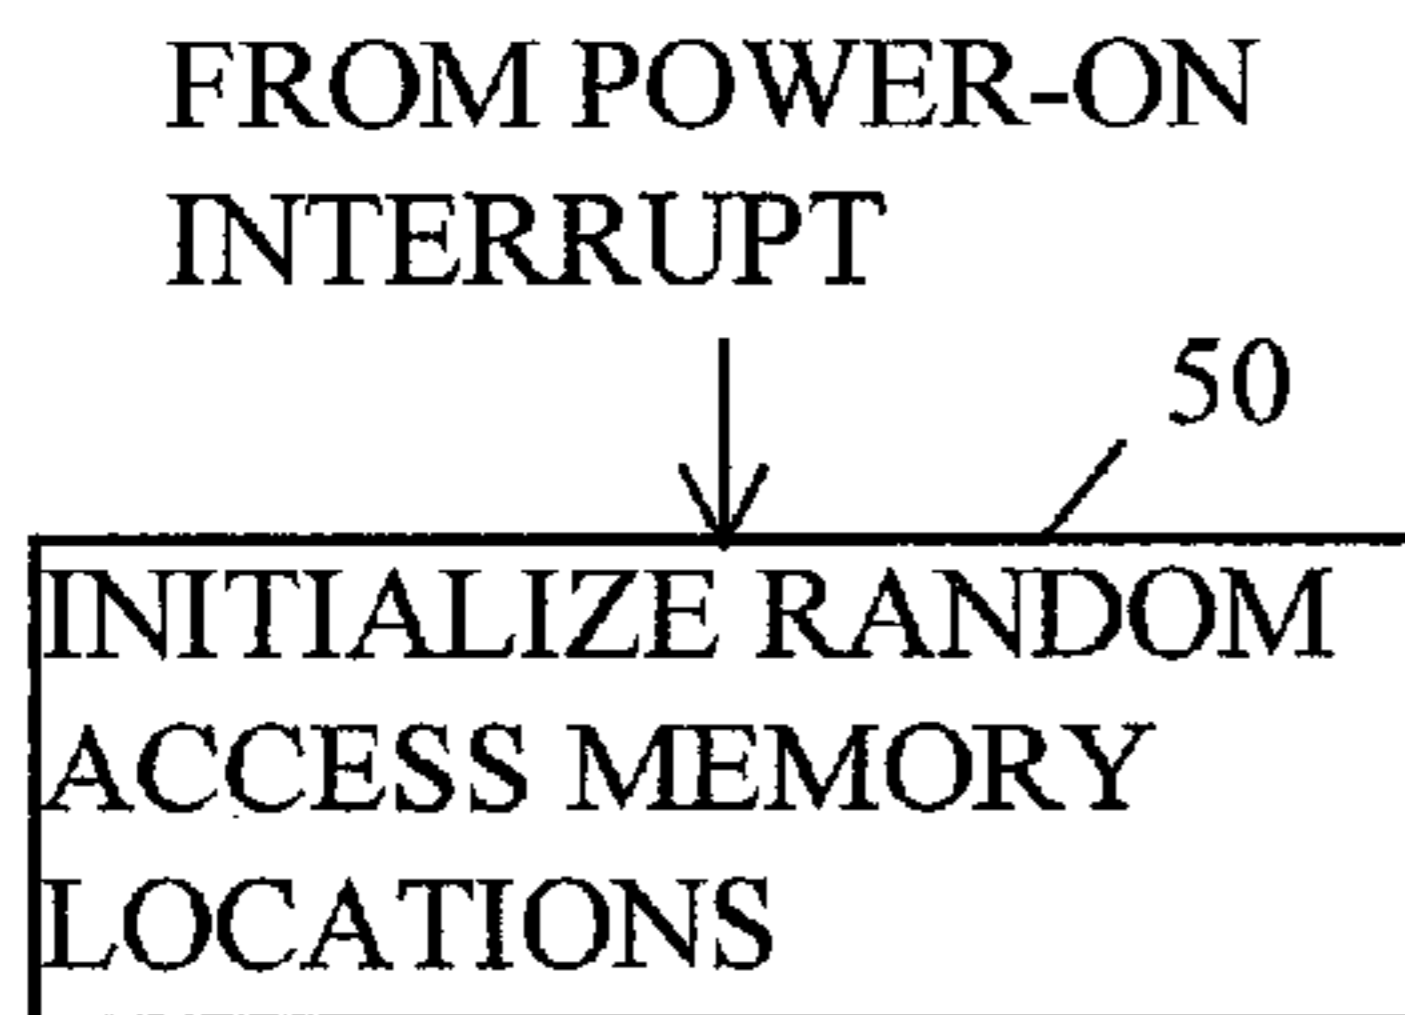 FROM POWER-ON
INTERRUPT
50
INITIALIZE RANDOM
ACCESS MEMORY
LOCATIONS